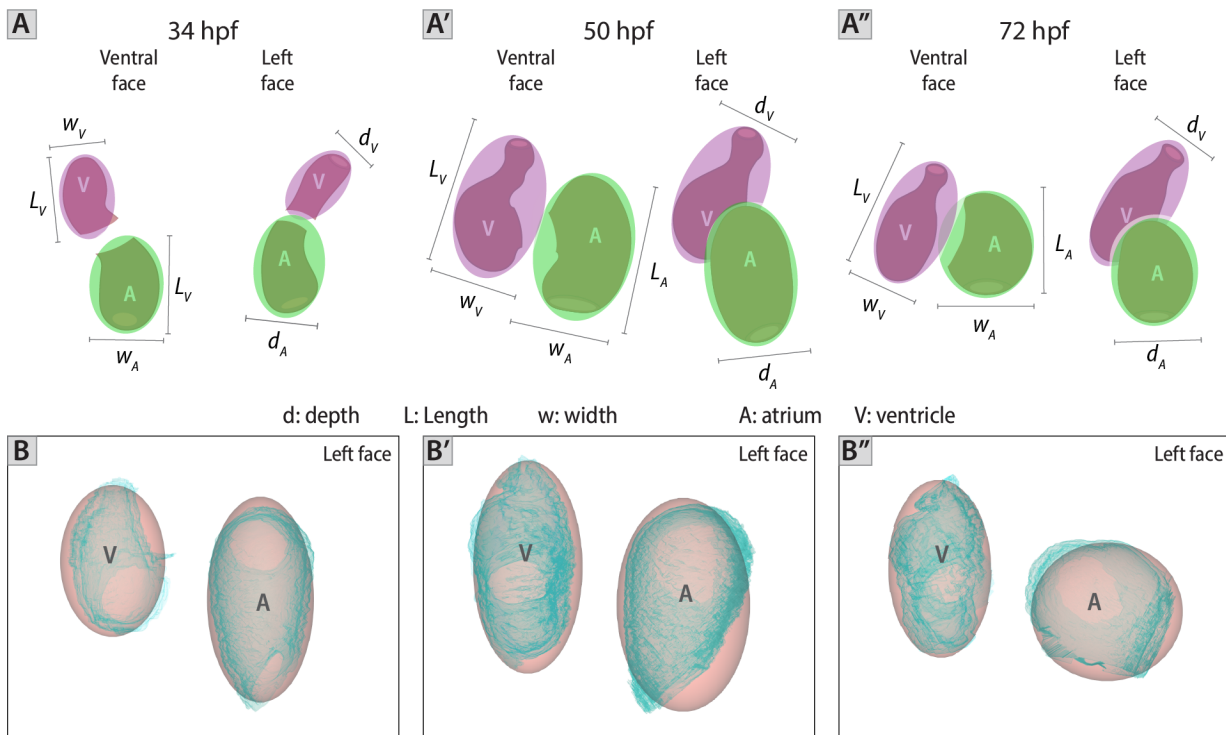 A
34 hpf
Ventral
face
Left
face
w_V
L_V
V
A
L_V
w_A
d_V
V
A
d_A
A′
50 hpf
Ventral
face
Left
face
L_V
V
A
w_V
L_A
w_A
d_V
V
A
d_A
A″
72 hpf
Ventral
face
Left
face
L_V
V
A
w_V
L_A
w_A
d_V
V
A
d_A
d: depth L: Length w: width A: atrium V: ventricle
B
Left face
V
A
B′
Left face
V
A
B″
Left face
V
A